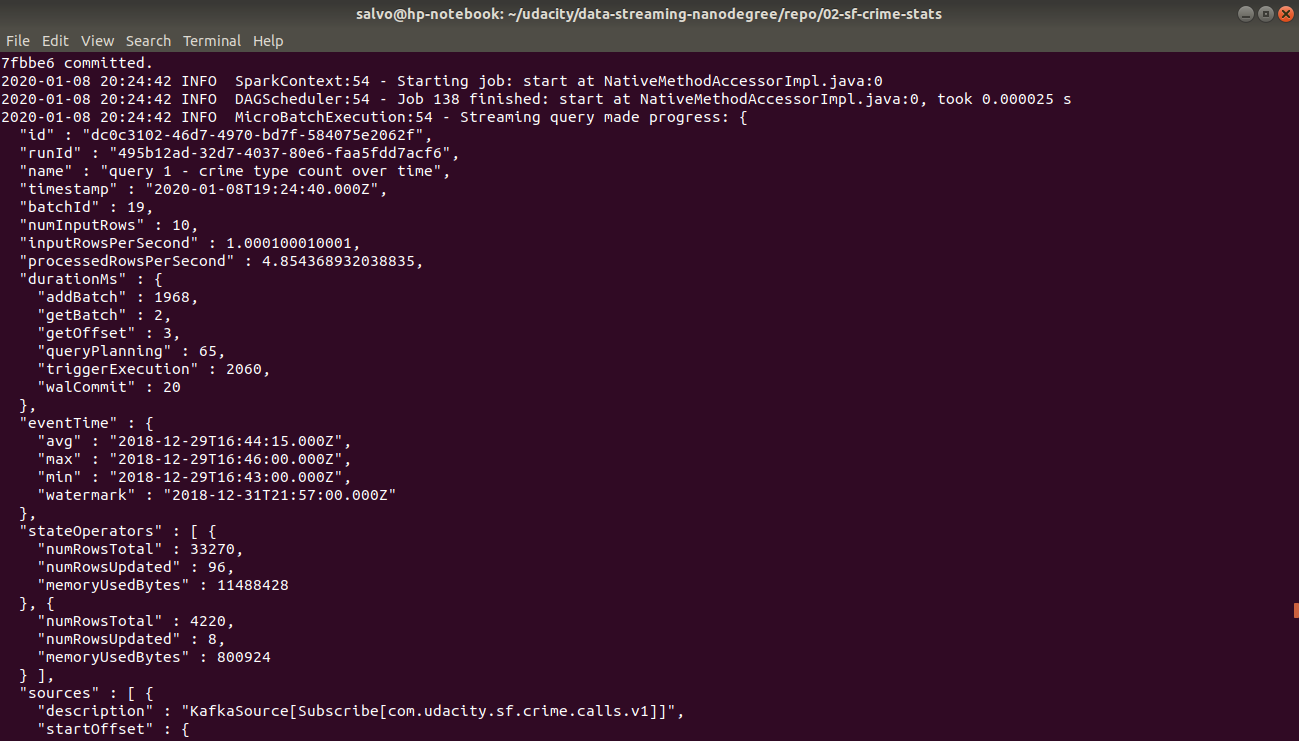 salvo@hp-notebook: ~/udacity/data-streaming-nanodegree/repo/02-sf-crime-stats
File Edit View Search Terminal Help
7fbbe6 committed.
2020-01-08 20:24:42 INFO  SparkContext:54 - Starting job: start at NativeMethodAccessorImpl.java:0
2020-01-08 20:24:42 INFO  DAGScheduler:54 - Job 138 finished: start at NativeMethodAccessorImpl.java:0, took 0.000025 s
2020-01-08 20:24:42 INFO  MicroBatchExecution:54 - Streaming query made progress: {
  "id" : "dc0c3102-46d7-4970-bd7f-584075e2062f",
  "runId" : "495b12ad-32d7-4037-80e6-faa5fdd7acf6",
  "name" : "query 1 - crime type count over time",
  "timestamp" : "2020-01-08T19:24:40.000Z",
  "batchId" : 19,
  "numInputRows" : 10,
  "inputRowsPerSecond" : 1.000100010001,
  "processedRowsPerSecond" : 4.854368932038835,
  "durationMs" : {
    "addBatch" : 1968,
    "getBatch" : 2,
    "getOffset" : 3,
    "queryPlanning" : 65,
    "triggerExecution" : 2060,
    "walCommit" : 20
  },
  "eventTime" : {
    "avg" : "2018-12-29T16:44:15.000Z",
    "max" : "2018-12-29T16:46:00.000Z",
    "min" : "2018-12-29T16:43:00.000Z",
    "watermark" : "2018-12-31T21:57:00.000Z"
  },
  "stateOperators" : [ {
    "numRowsTotal" : 33270,
    "numRowsUpdated" : 96,
    "memoryUsedBytes" : 11488428
  }, {
    "numRowsTotal" : 4220,
    "numRowsUpdated" : 8,
    "memoryUsedBytes" : 800924
  } ],
  "sources" : [ {
    "description" : "KafkaSource[Subscribe[com.udacity.sf.crime.calls.v1]]",
    "startOffset" : {